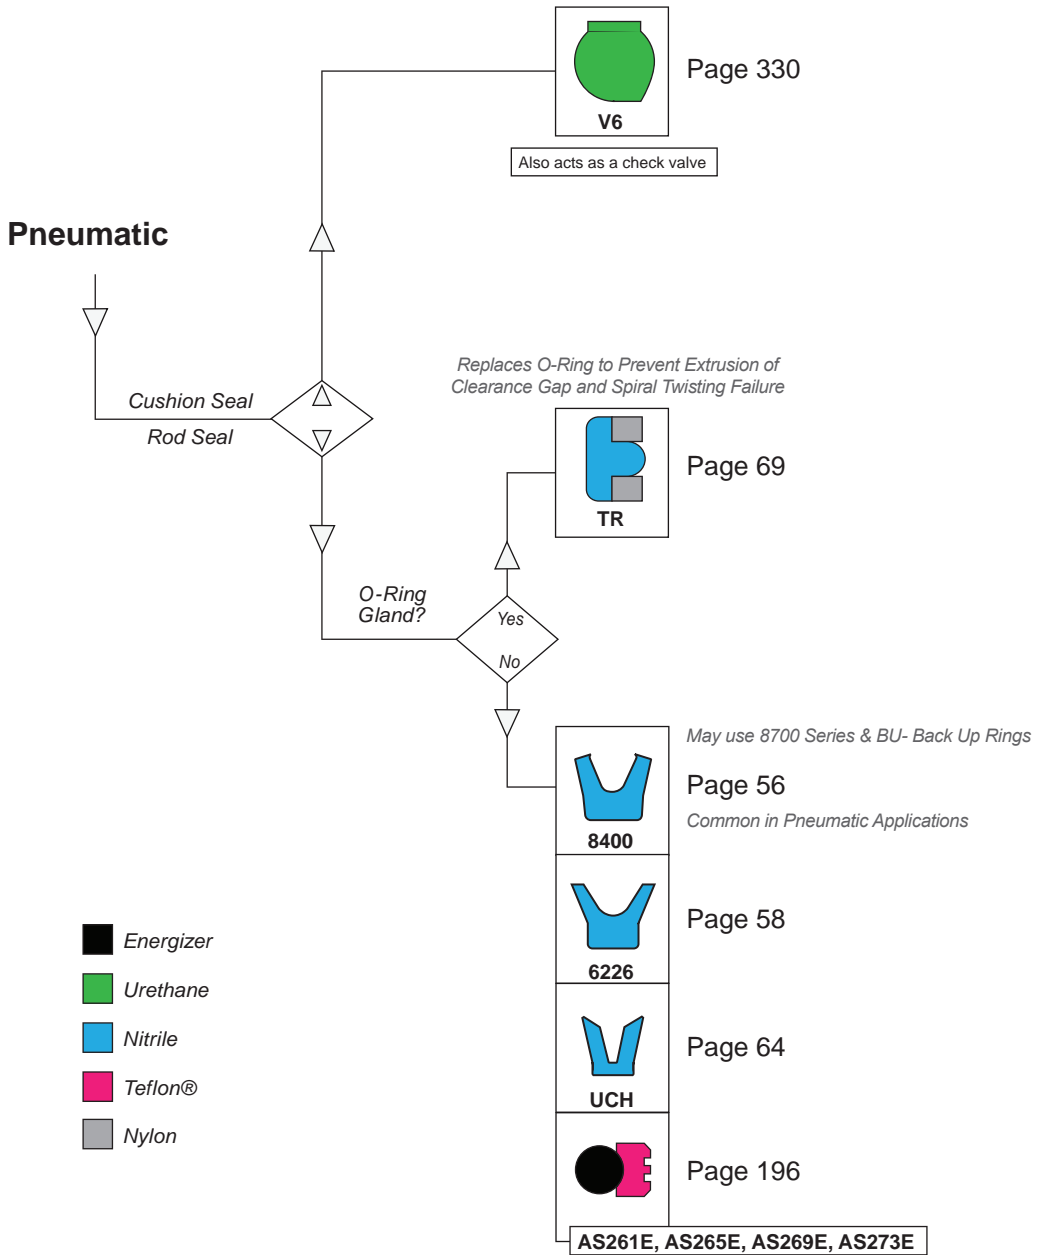 Page 330
V6
Also acts as a check valve
Pneumatic
Cushion Seal
Rod Seal
Replaces O-Ring to Prevent Extrusion of
Clearance Gap and Spiral Twisting Failure
Page 69
TR
O-Ring
Gland?
Yes
No
May use 8700 Series & BU- Back Up Rings
Page 56
Common in Pneumatic Applications
8400
Page 58
6226
Page 64
UCH
Page 196
AS261E, AS265E, AS269E, AS273E
Energizer
Urethane
Nitrile
Teflon®
Nylon